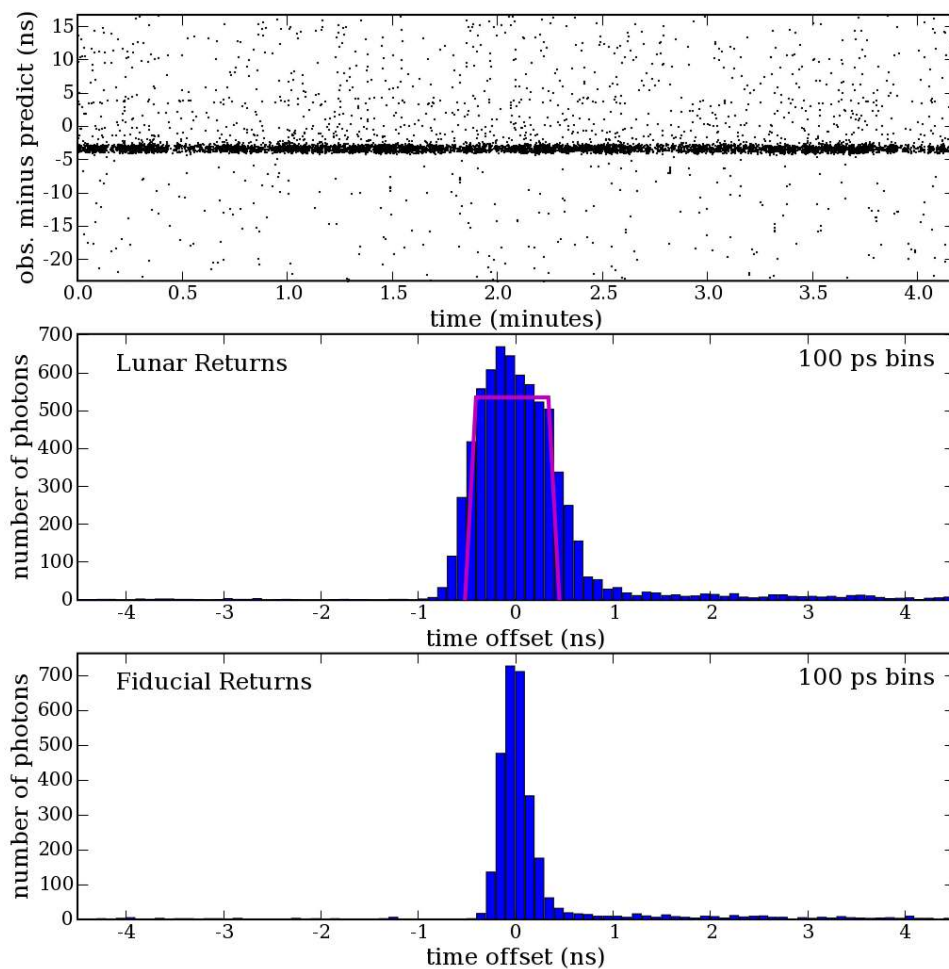 obs. minus predict (ns)
15
10
5
0
-5
-10
-15
-20
0.0 0.5 1.0 1.5 2.0 2.5 3.0 3.5 4.0
time (minutes)
Lunar Returns 100 ps bins
number of photons
700
600
500
400
300
200
100
0
-4 -3 -2 -1 0 1 2 3 4
time offset (ns)
Fiducial Returns 100 ps bins
number of photons
700
600
500
400
300
200
100
0
-4 -3 -2 -1 0 1 2 3 4
time offset (ns)